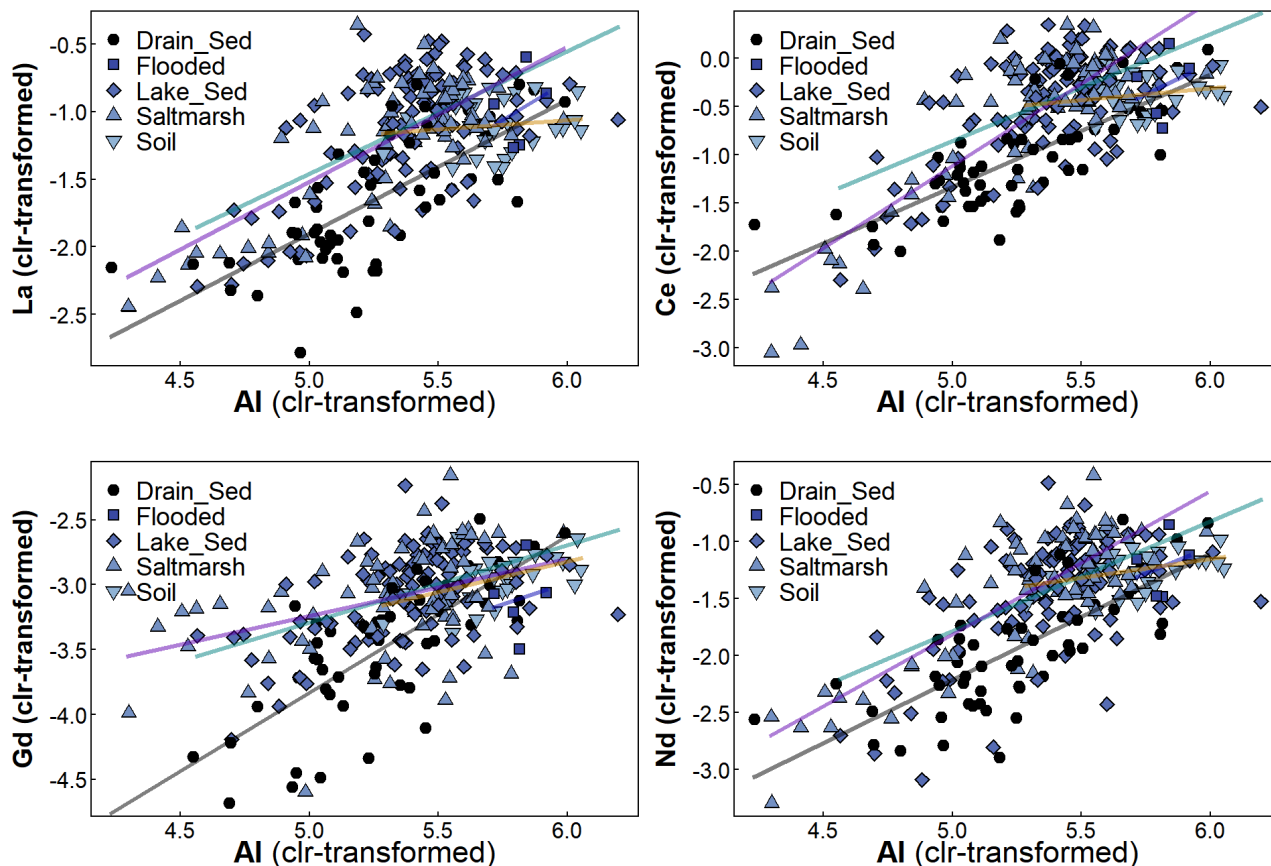 -0.5
-1.0
-1.5
-2.0
-2.5
La (clr-transformed)
Drain_Sed
Flooded
Lake_Sed
Saltmarsh
Soil
4.5 5.0 5.5 6.0
Al (clr-transformed)
0.0
-0.5
-1.0
-1.5
-2.0
-2.5
-3.0
Ce (clr-transformed)
Drain_Sed
Flooded
Lake_Sed
Saltmarsh
Soil
4.5 5.0 5.5 6.0
Al (clr-transformed)
-2.5
-3.0
-3.5
-4.0
-4.5
Gd (clr-transformed)
Drain_Sed
Flooded
Lake_Sed
Saltmarsh
Soil
4.5 5.0 5.5 6.0
Al (clr-transformed)
-0.5
-1.0
-1.5
-2.0
-2.5
-3.0
Nd (clr-transformed)
Drain_Sed
Flooded
Lake_Sed
Saltmarsh
Soil
4.5 5.0 5.5 6.0
Al (clr-transformed)